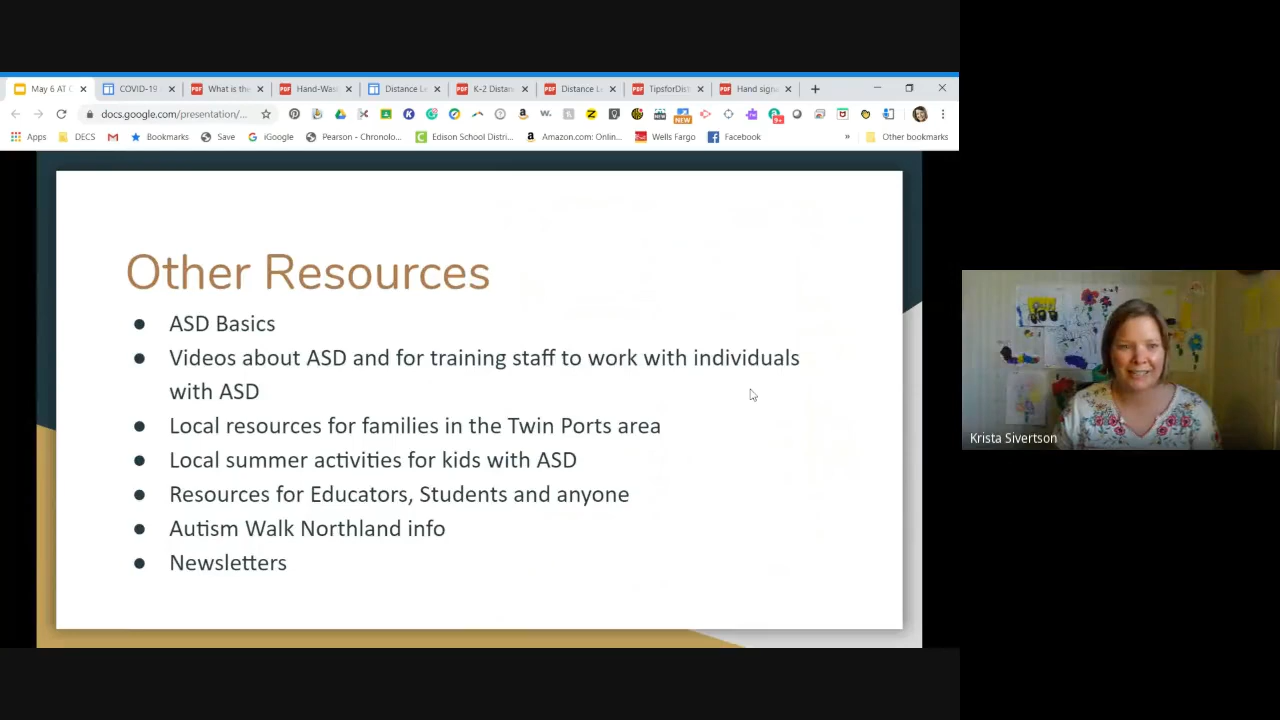 May 6 AT C
COVID-19
What is the
Hand-Was
Distance Le
K-2 Distan
Distance L
TipsforDist
Hand signs
docs.google.com/presentation/...
NEW
NEW
9+
Apps
DECS
Bookmarks
Save
iGoogle
Pearson - Chronolo...
Edison School Distri...
Amazon.com: Onlin...
Wells Fargo
Facebook
»
Other bookmarks
Other Resources
● ASD Basics
● Videos about ASD and for training staff to work with individuals
with ASD
● Local resources for families in the Twin Ports area
● Local summer activities for kids with ASD
● Resources for Educators, Students and anyone
● Autism Walk Northland info
● Newsletters
Krista Sivertson